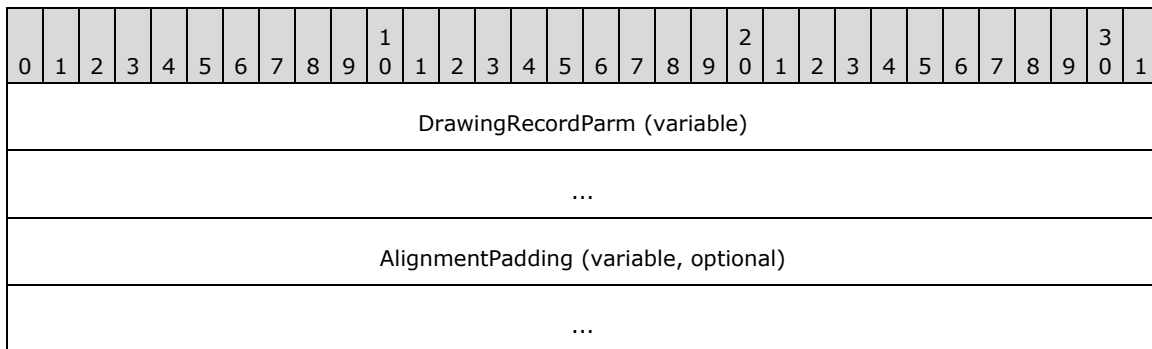 1 2 3
0 1 2 3 4 5 6 7 8 9 0 1 2 3 4 5 6 7 8 9 0 1 2 3 4 5 6 7 8 9 0 1
DrawingRecordParm (variable)
...
AlignmentPadding (variable, optional)
...